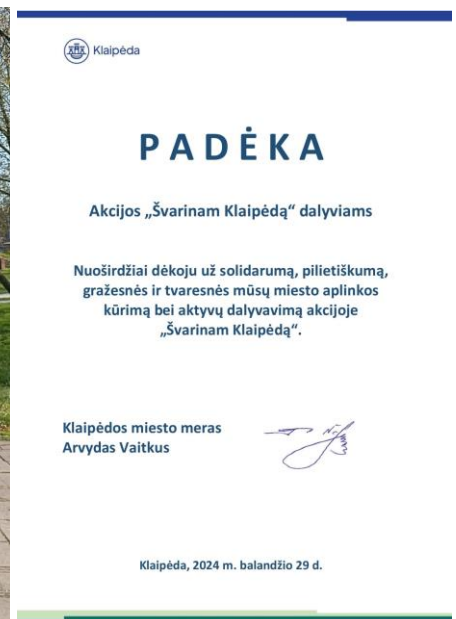 Klaipėda
PADĖKA
Akcijos „Švarinam Klaipėdą“ dalyviams
Nuoširdžiai dėkoju už solidarumą, pilietiškumą,
gražesnės ir tvaresnės mūsų miesto aplinkos
kūrimą bei aktyvų dalyvavimą akcijoje
„Švarinam Klaipėdą“.
Klaipėdos miesto meras
Arvydas Vaitkus
Klaipėda, 2024 m. balandžio 29 d.